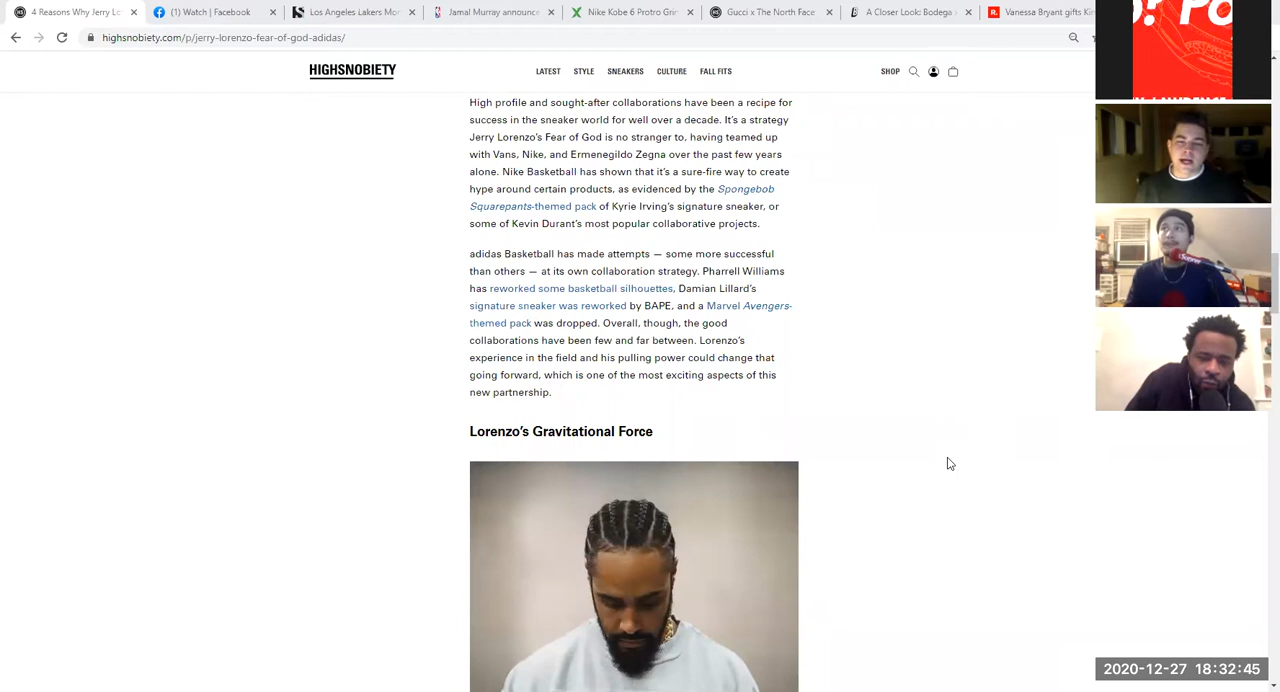 4 Reasons Why Jerry Lo
(1) Watch | Facebook
Los Angeles Lakers Mor
Jamal Murray announce
Nike Kobe 6 Protro Grin
Gucci x The North Face
A Closer Look: Bodega x
Vanessa Bryant gifts Kin
highsnobiety.com/p/jerry-lorenzo-fear-of-god-adidas/
HIGHSNOBIETY
LATEST STYLE SNEAKERS CULTURE FALL FITS
SHOP
High profile and sought-after collaborations have been a recipe for
success in the sneaker world for well over a decade. It's a strategy
Jerry Lorenzo's Fear of God is no stranger to, having teamed up
with Vans, Nike, and Ermenegildo Zegna over the past few years
alone. Nike Basketball has shown that it's a sure-fire way to create
hype around certain products, as evidenced by the Spongebob
Squarepants-themed pack of Kyrie Irving's signature sneaker, or
some of Kevin Durant's most popular collaborative projects.
adidas Basketball has made attempts — some more successful
than others — at its own collaboration strategy. Pharrell Williams
has reworked some basketball silhouettes, Damian Lillard's
signature sneaker was reworked by BAPE, and a Marvel Avengers-
themed pack was dropped. Overall, though, the good
collaborations have been few and far between. Lorenzo's
experience in the field and his pulling power could change that
going forward, which is one of the most exciting aspects of this
new partnership.
Lorenzo's Gravitational Force
Supreme
2020-12-27 18:32:45